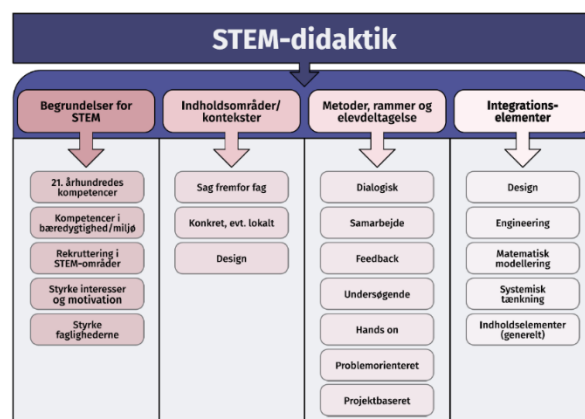 STEM-didaktik
Begrundelser for
STEM
21. århundredes
kompetencer
Kompetencer i
bæredygtighed/miljø
Rekruttering i
STEM-områder
Styrke interesser
og motivation
Styrke
faglighederne
Indholdsområder/
kontekster
Sag fremfor fag
Konkret, evt. lokalt
Design
Metoder, rammer og
elevdeltagelse
Dialogisk
Samarbejde
Feedback
Undersøgende
Hands on
Problemorienteret
Projektbaseret
Integrations-
elementer
Design
Engineering
Matematisk
modellering
Systemisk
tænkning
Indholdselementer
(generelt)